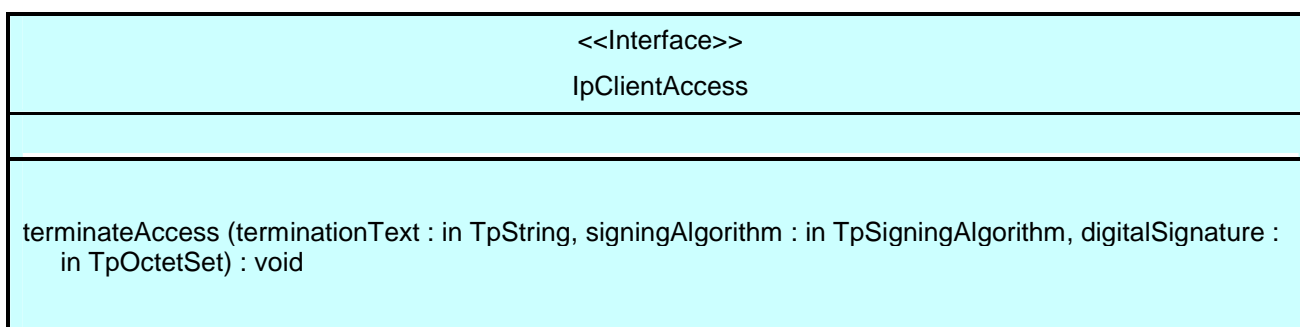 <<Interface>>
IpClientAccess
terminateAccess (terminationText : in TpString, signingAlgorithm : in TpSigningAlgorithm, digitalSignature :
in TpOctetSet) : void